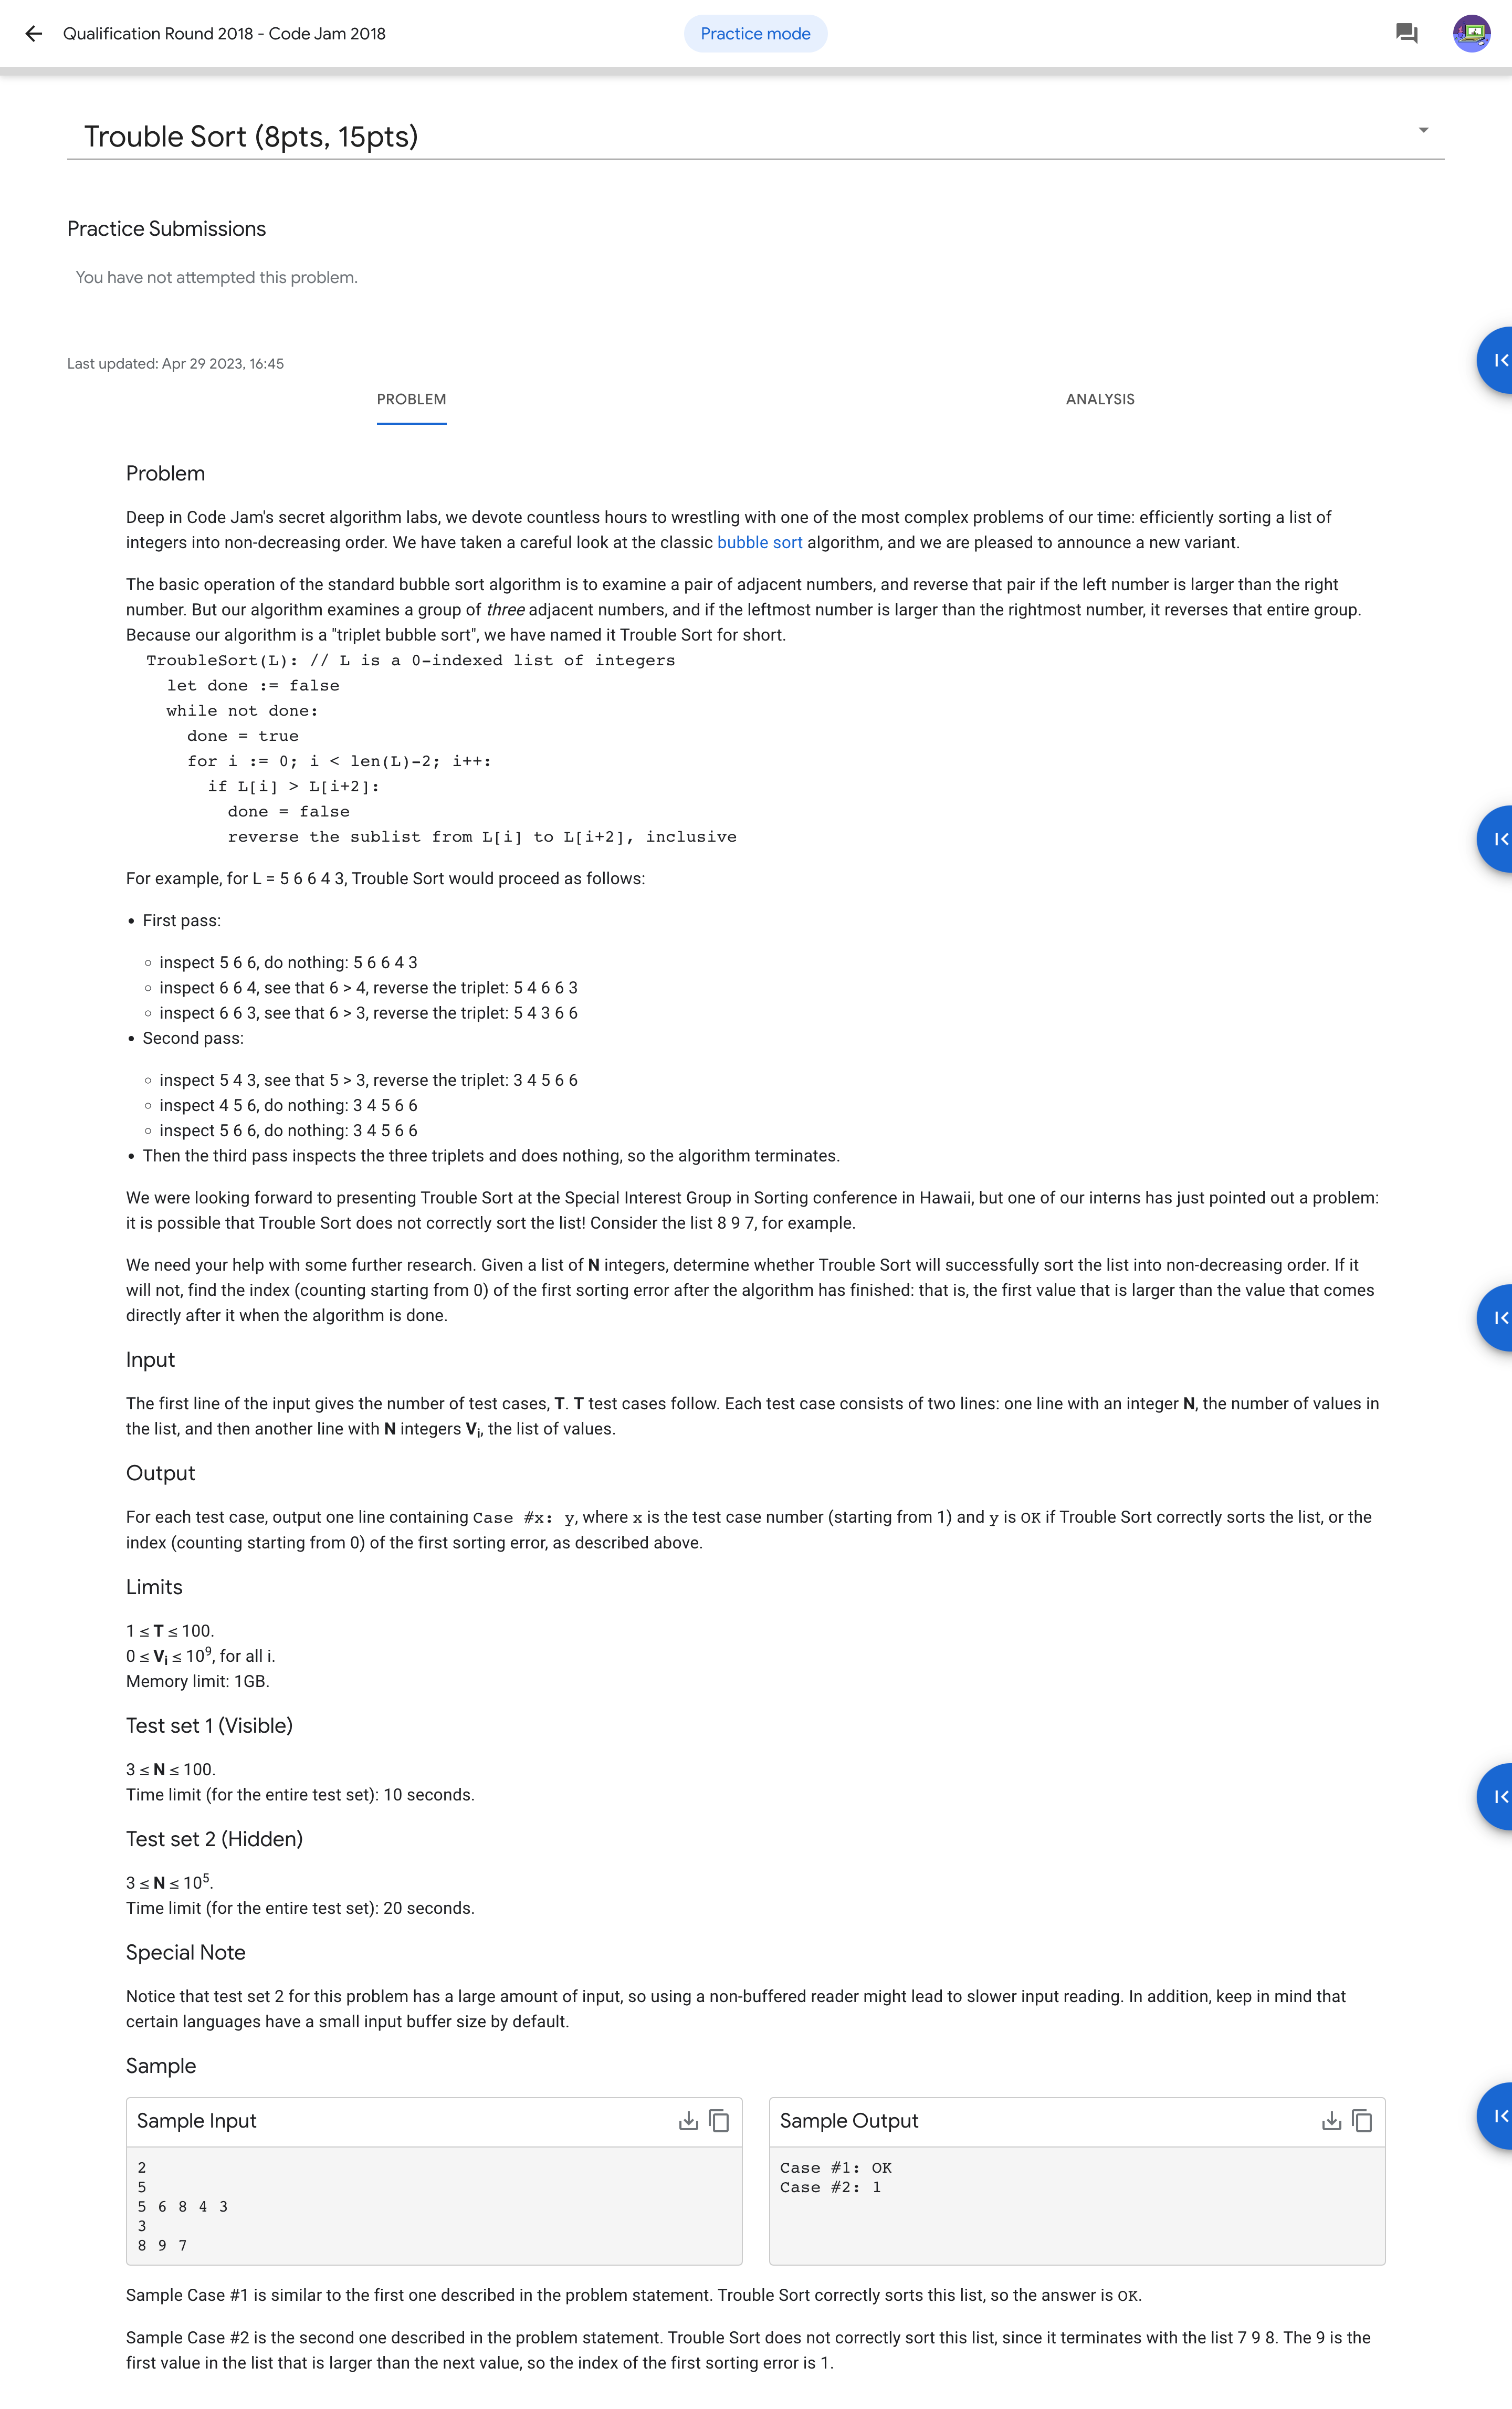 Qualification Round 2018 - Code Jam 2018
Practice mode
Trouble Sort (8pts, 15pts)
Practice Submissions
You have not attempted this problem.
Last updated: Apr 29 2023, 16:45
PROBLEM
ANALYSIS
Problem
Deep in Code Jam's secret algorithm labs, we devote countless hours to wrestling with one of the most complex problems of our time: efficiently sorting a list of
integers into non-decreasing order. We have taken a careful look at the classic bubble sort algorithm, and we are pleased to announce a new variant.
The basic operation of the standard bubble sort algorithm is to examine a pair of adjacent numbers, and reverse that pair if the left number is larger than the right
number. But our algorithm examines a group of three adjacent numbers, and if the leftmost number is larger than the rightmost number, it reverses that entire group.
Because our algorithm is a "triplet bubble sort", we have named it Trouble Sort for short.
TroubleSort(L): // L is a 0-indexed list of integers
let done := false
while not done:
done = true
for i := 0; i < len(L)-2; i++:
if L[i] > L[i+2]:
done = false
reverse the sublist from L[i] to L[i+2], inclusive
For example, for L = 5 6 6 4 3, Trouble Sort would proceed as follows:
• First pass:
◦ inspect 5 6 6, do nothing: 5 6 6 4 3
◦ inspect 6 6 4, see that 6 > 4, reverse the triplet: 5 4 6 6 3
◦ inspect 6 6 3, see that 6 > 3, reverse the triplet: 5 4 3 6 6
• Second pass:
◦ inspect 5 4 3, see that 5 > 3, reverse the triplet: 3 4 5 6 6
◦ inspect 4 5 6, do nothing: 3 4 5 6 6
◦ inspect 5 6 6, do nothing: 3 4 5 6 6
• Then the third pass inspects the three triplets and does nothing, so the algorithm terminates.
We were looking forward to presenting Trouble Sort at the Special Interest Group in Sorting conference in Hawaii, but one of our interns has just pointed out a problem:
it is possible that Trouble Sort does not correctly sort the list! Consider the list 8 9 7, for example.
We need your help with some further research. Given a list of N integers, determine whether Trouble Sort will successfully sort the list into non-decreasing order. If it
will not, find the index (counting starting from 0) of the first sorting error after the algorithm has finished: that is, the first value that is larger than the value that comes
directly after it when the algorithm is done.
Input
The first line of the input gives the number of test cases, T. T test cases follow. Each test case consists of two lines: one line with an integer N, the number of values in
the list, and then another line with N integers Vi, the list of values.
Output
For each test case, output one line containing Case #x: y, where x is the test case number (starting from 1) and y is OK if Trouble Sort correctly sorts the list, or the
index (counting starting from 0) of the first sorting error, as described above.
Limits
1 ≤ T ≤ 100.
0 ≤ Vi ≤ 10⁹, for all i.
Memory limit: 1GB.
Test set 1 (Visible)
3 ≤ N ≤ 100.
Time limit (for the entire test set): 10 seconds.
Test set 2 (Hidden)
3 ≤ N ≤ 10⁵.
Time limit (for the entire test set): 20 seconds.
Special Note
Notice that test set 2 for this problem has a large amount of input, so using a non-buffered reader might lead to slower input reading. In addition, keep in mind that
certain languages have a small input buffer size by default.
Sample
Sample Input
2
5
5 6 8 4 3
3
8 9 7
Sample Output
Case #1: OK
Case #2: 1
Sample Case #1 is similar to the first one described in the problem statement. Trouble Sort correctly sorts this list, so the answer is OK.
Sample Case #2 is the second one described in the problem statement. Trouble Sort does not correctly sort this list, since it terminates with the list 7 9 8. The 9 is the
first value in the list that is larger than the next value, so the index of the first sorting error is 1.